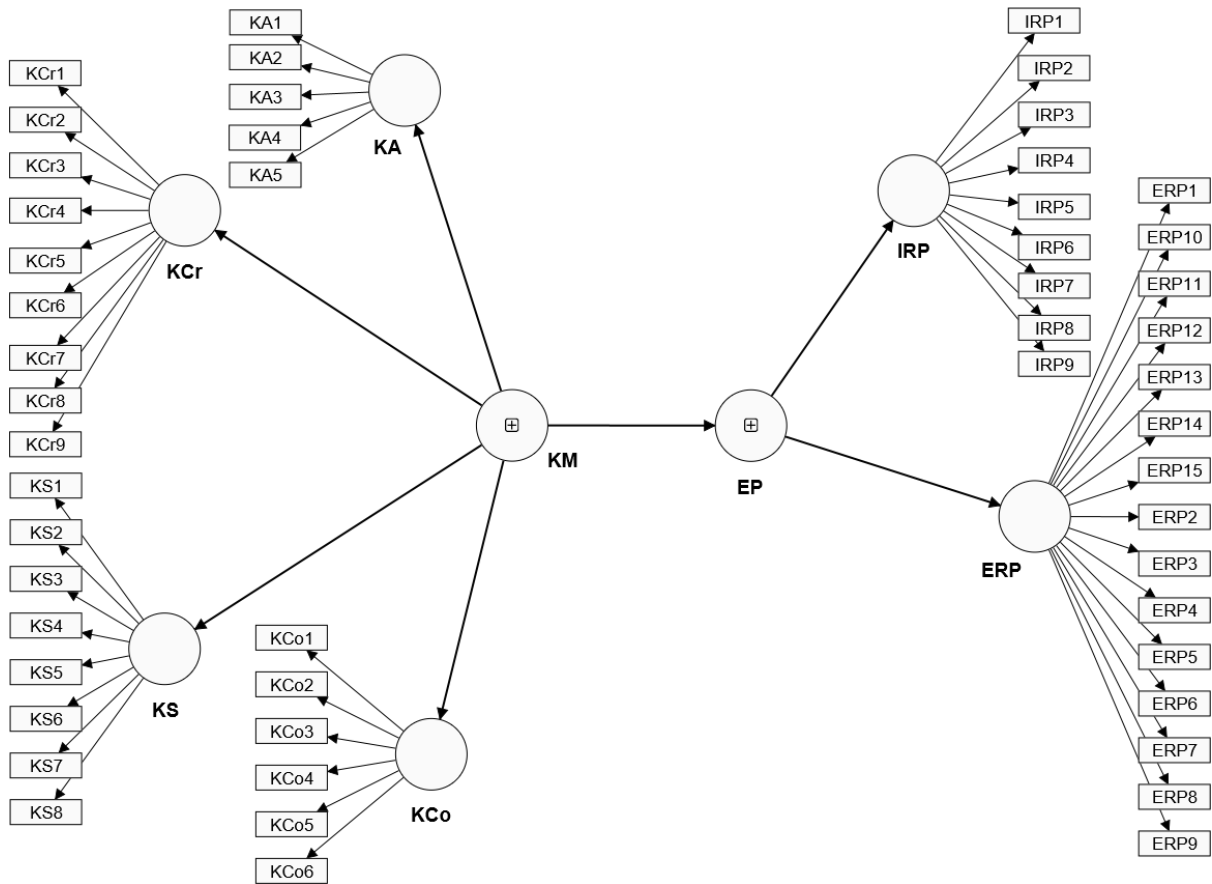 KA1
KA2
KA3
KA4
KA5
KA
KCr1
KCr2
KCr3
KCr4
KCr5
KCr6
KCr7
KCr8
KCr9
KCr
KS1
KS2
KS3
KS4
KS5
KS6
KS7
KS8
KS
KCo1
KCo2
KCo3
KCo4
KCo5
KCo6
KCo
KM
EP
IRP1
IRP2
IRP3
IRP4
IRP5
IRP6
IRP7
IRP8
IRP9
IRP
ERP1
ERP10
ERP11
ERP12
ERP13
ERP14
ERP15
ERP2
ERP3
ERP4
ERP5
ERP6
ERP7
ERP8
ERP9
ERP